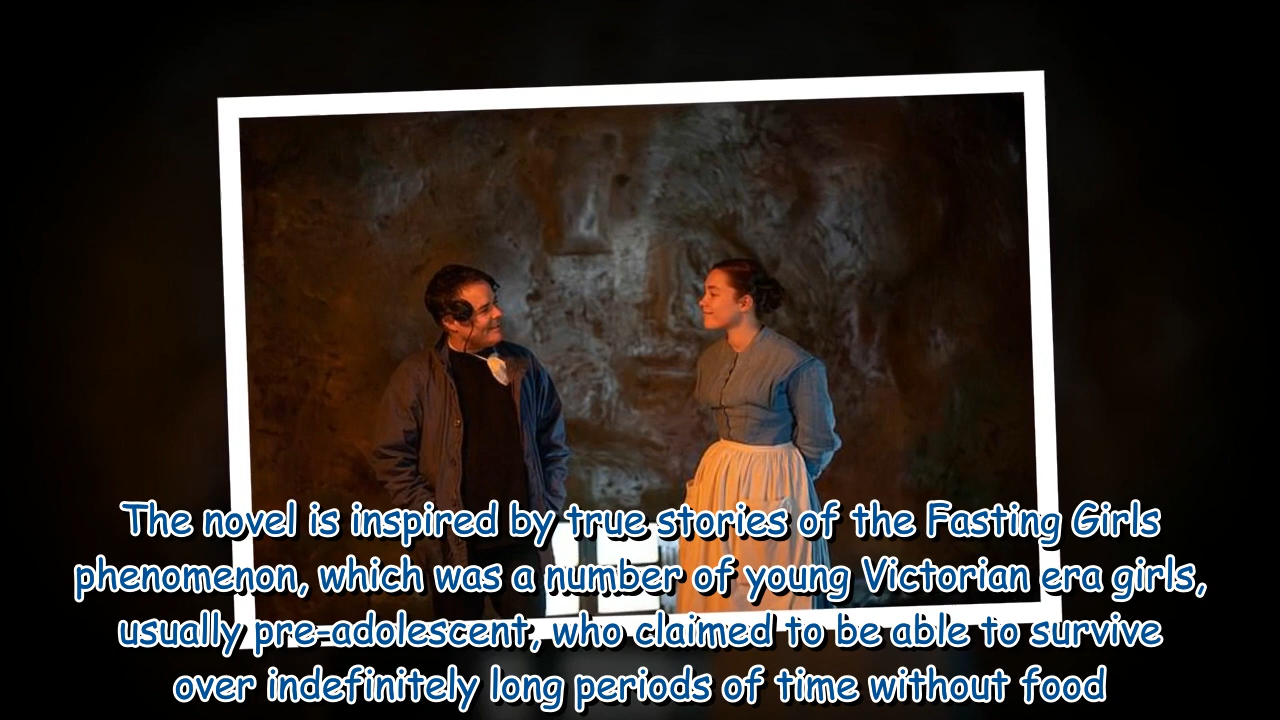 The novel is inspired by true stories of the Fasting Girls
phenomenon, which was a number of young Victorian era girls,
usually pre-adolescent, who claimed to be able to survive
over indefinitely long periods of time without food